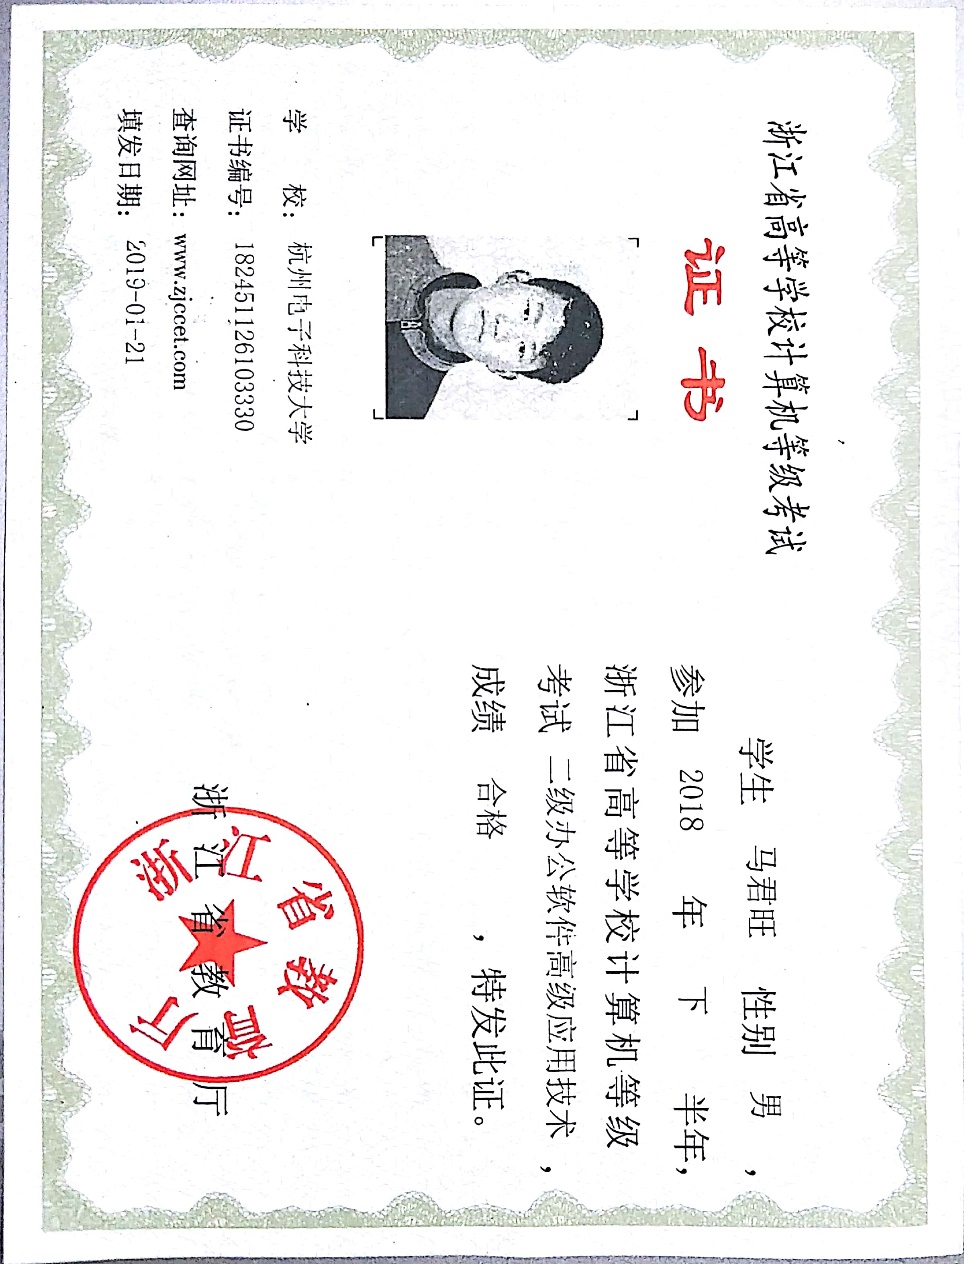 浙江省高等学校计算机等级考试
证书
学 校：杭州电子科技大学
证书编号：182451126103330
查询网址：www.zjccet.com
填发日期：2019-01-21
学生 马君旺 性别 男 ，
参加 2018 年 下 半年，
浙江省高等学校计算机等级
考试 二级办公软件高级应用技术 ，
成绩 合格 ，特发此证。
浙江省教育厅
浙江省教育厅